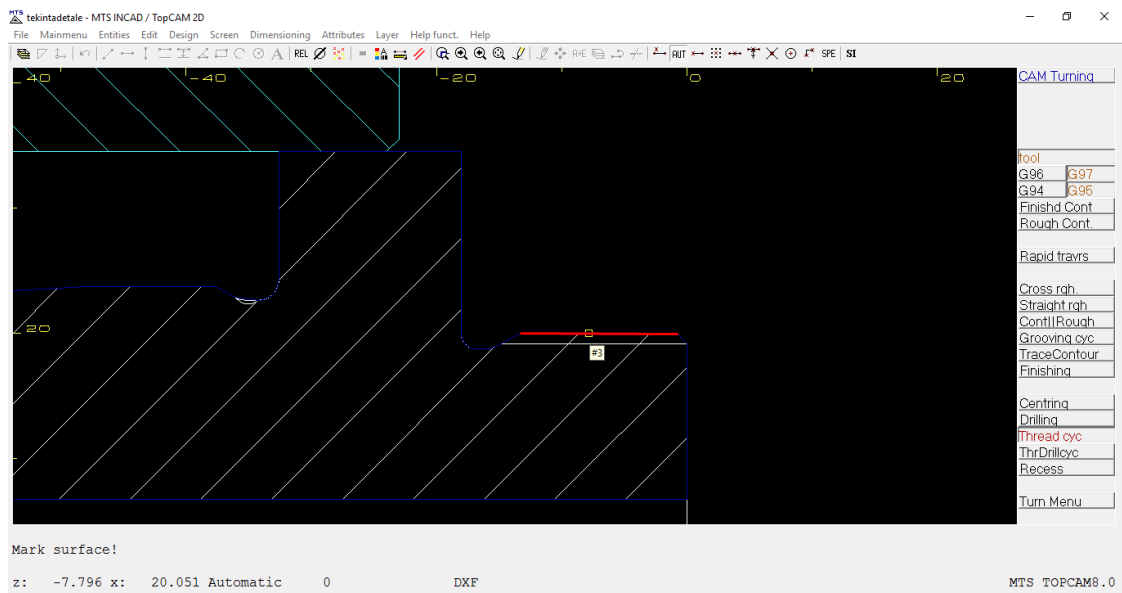 MTS tekintadetale - MTS INCAD / TopCAM 2D
File Mainmenu Entities Edit Design Screen Dimensioning Attributes Layer Help funct. Help
REL AUT SPE SI
-40 -20 0 20
CAM Turning
tool
G96 G97
G94 G95
Finishd Cont
Rough Cont.
Rapid travrs
Cross rgh.
Straight rgh
Cont||Rough
20
Grooving cyc
#3
TraceContour
Finishing
Centring
Drilling
Thread cyc
ThrDrillcyc
Recess
Turn Menu
Mark surface!
z: -7.796 x: 20.051 Automatic 0 DXF MTS TOPCAM8.0